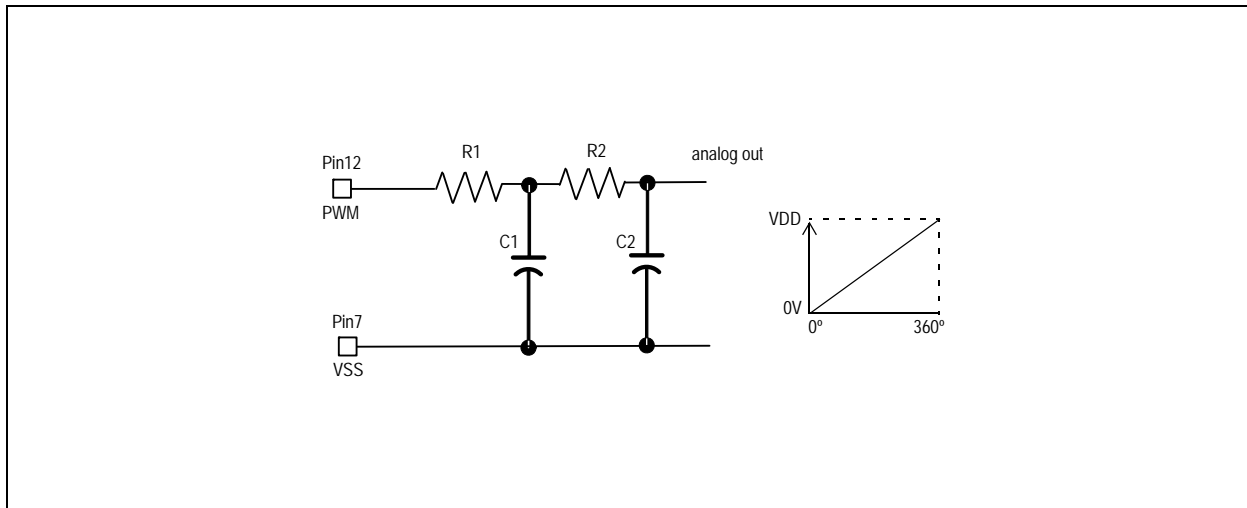 R1
R2
analog out
Pin12
PWM
C1
C2
VDD
0V
0º
360º
Pin7
VSS